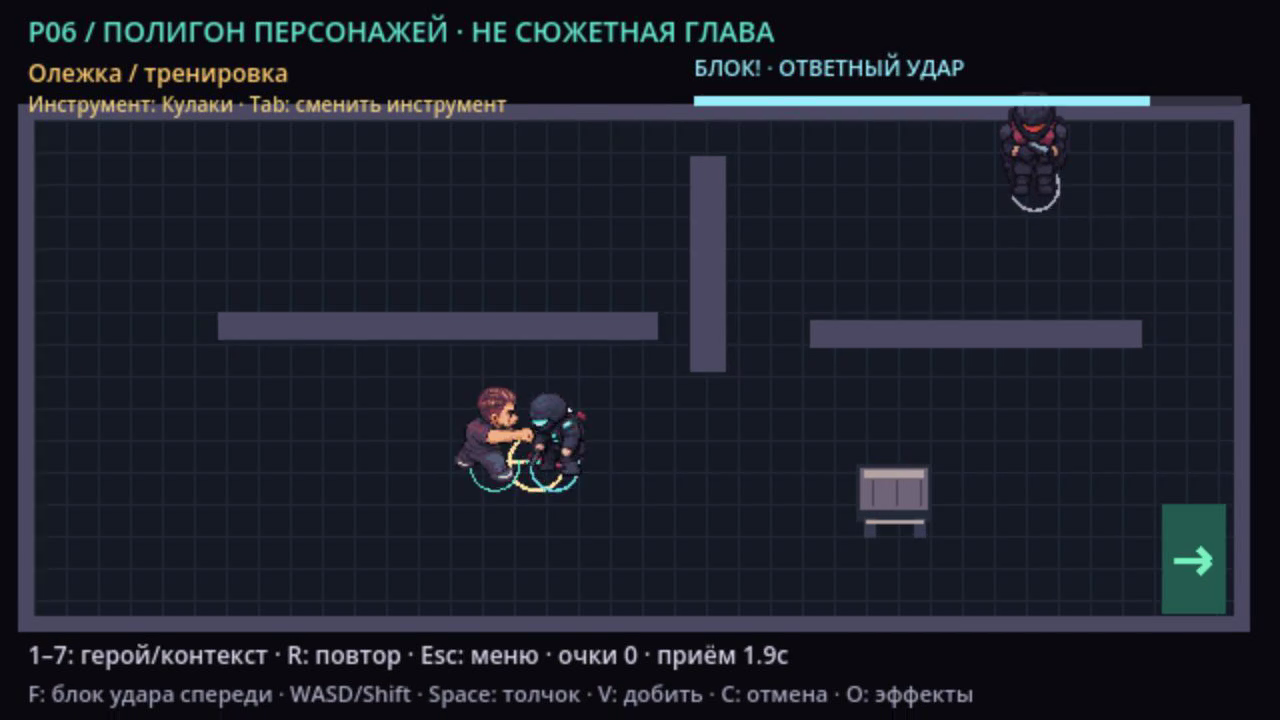 P06 / ПОЛИГОН ПЕРСОНАЖЕЙ · НЕ СЮЖЕТНАЯ ГЛАВА
Олежка / тренировка
БЛОК! · ОТВЕТНЫЙ УДАР
Инструмент: Кулаки · Tab: сменить инструмент
1–7: герой/контекст · R: повтор · Esc: меню · очки 0 · приём 1.9с
F: блок удара спереди · WASD/Shift · Space: толчок · V: добить · C: отмена · O: эффекты